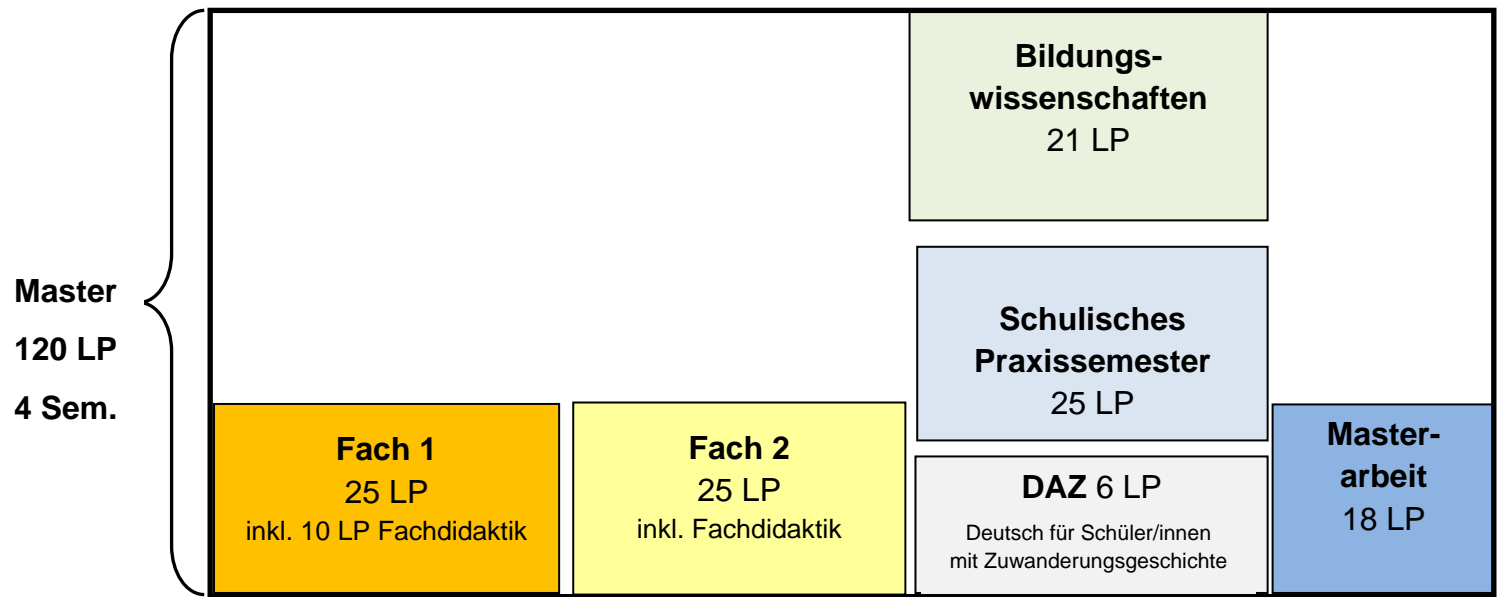 Master
120 LP
4 Sem.
Bildungs-
wissenschaften
21 LP
Schulisches
Praxissemester
25 LP
Fach 1
25 LP
inkl. 10 LP Fachdidaktik
Fach 2
25 LP
inkl. Fachdidaktik
DAZ 6 LP
Deutsch für Schüler/innen
mit Zuwanderungsgeschichte
Master-
arbeit
18 LP